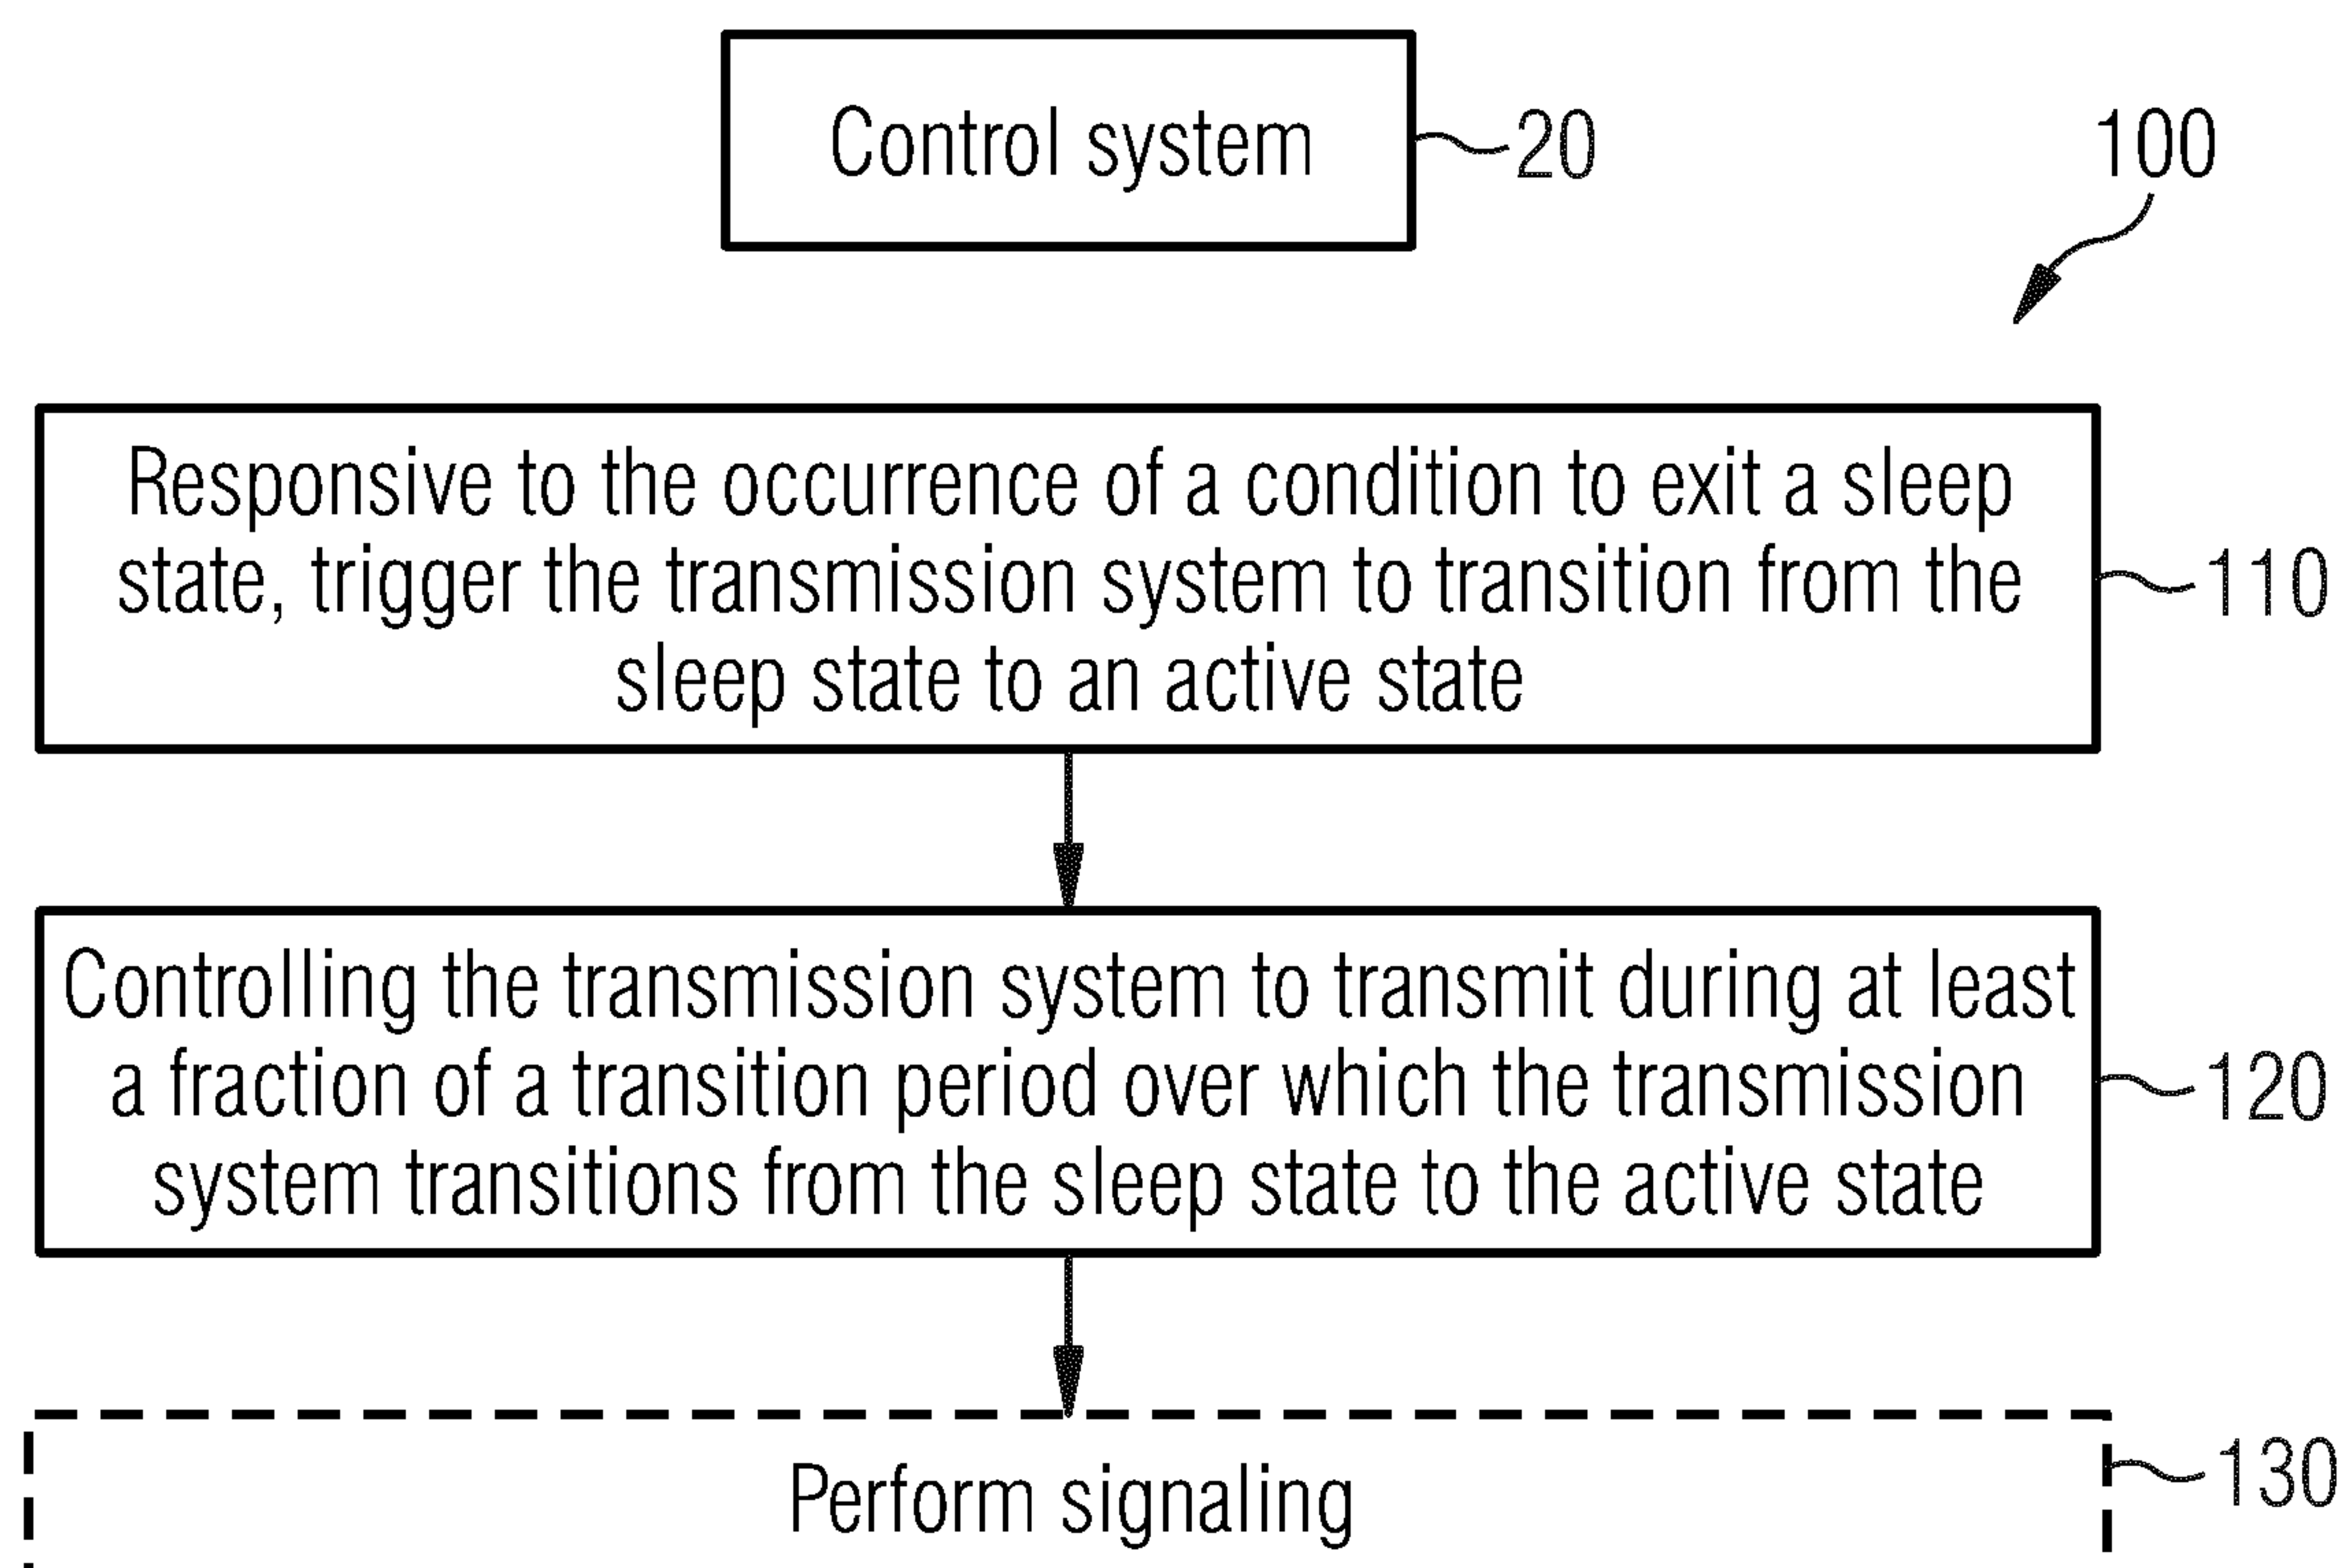 Control system
20
100
Responsive to the occurrence of a condition to exit a sleep
state, trigger the transmission system to transition from the
sleep state to an active state
110
Controlling the transmission system to transmit during at least
a fraction of a transition period over which the transmission
system transitions from the sleep state to the active state
120
Perform signaling
130